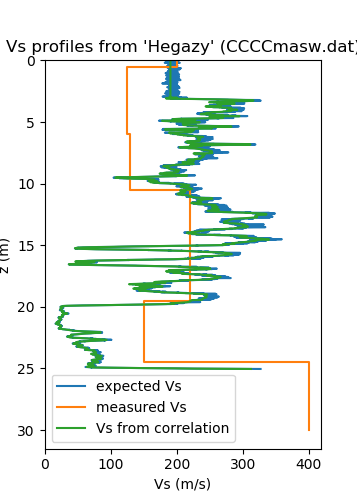 Vs profiles from 'Hegazy' (CCCCmasw.dat)
0
5
10
15
20
25
30
z (m)
expected Vs
measured Vs
Vs from correlation
0 100 200 300 400
Vs (m/s)